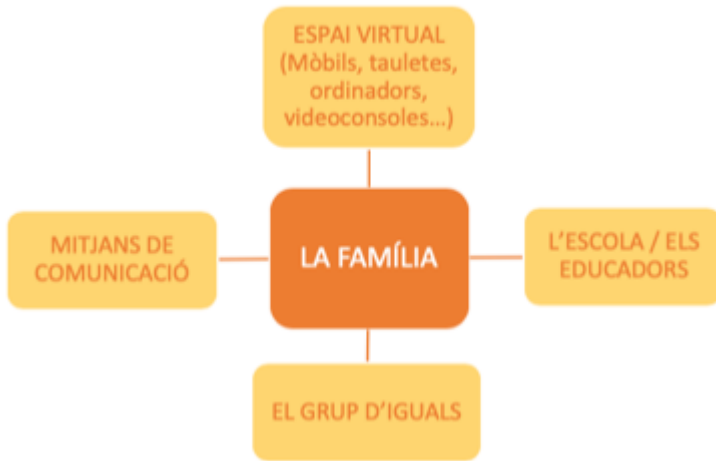 ESPAI VIRTUAL
(Mòbils, tauletes,
ordinadors,
videoconsoles...)
MITJANS DE
COMUNICACIÓ
LA FAMÍLIA
L'ESCOLA / ELS
EDUCADORS
EL GRUP D'IGUALS